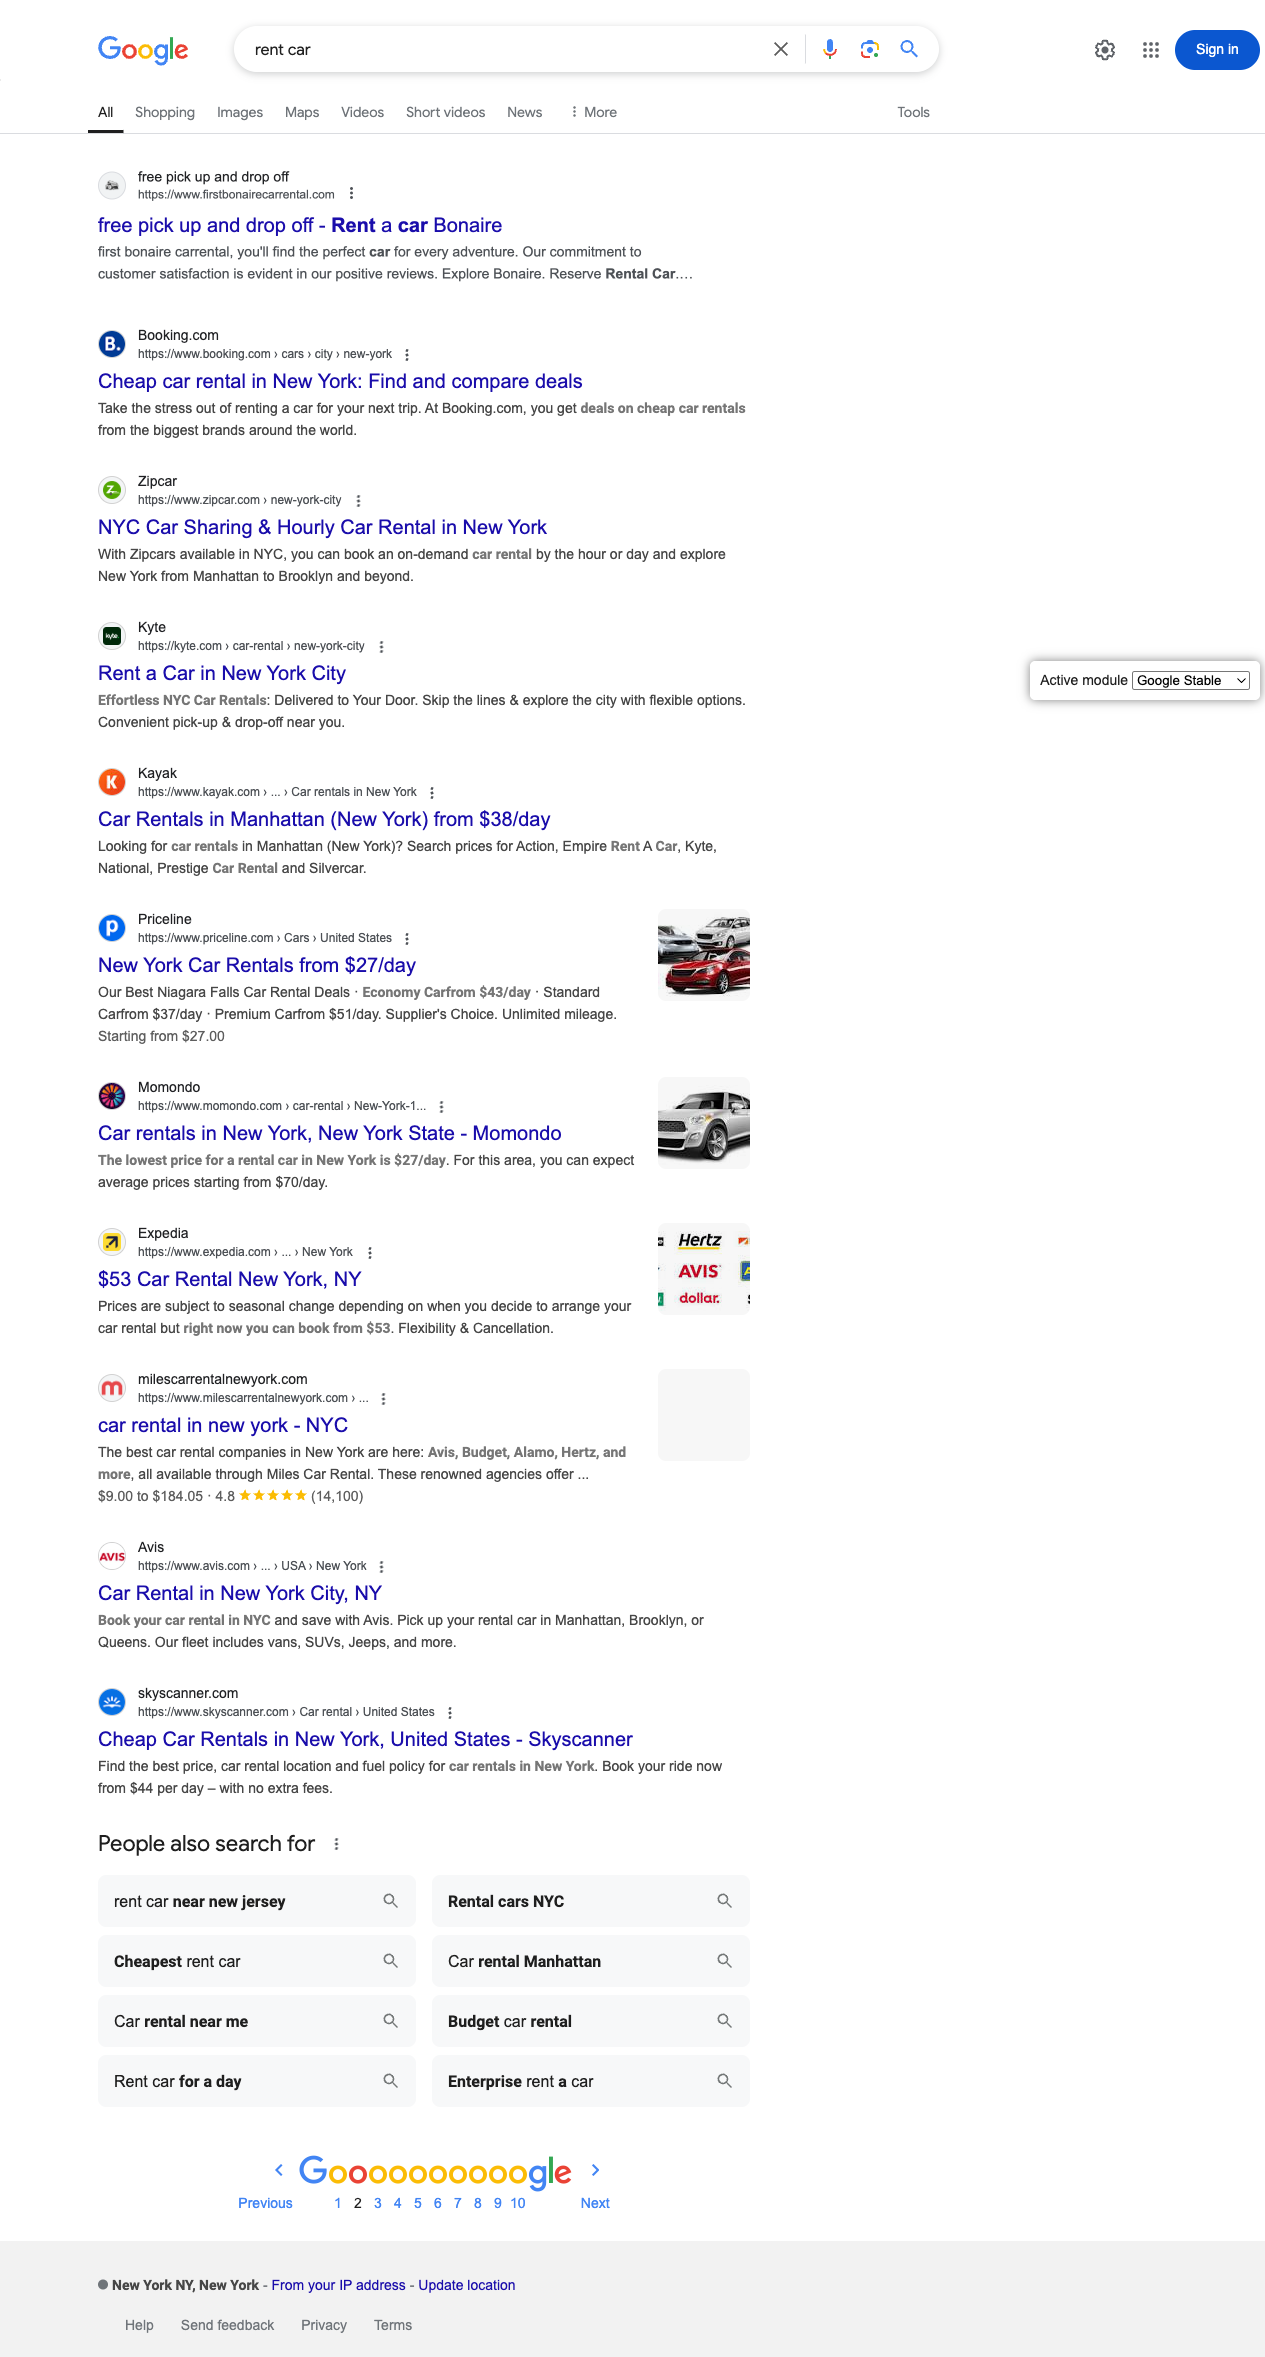 Google
rent car
Sign in
All Shopping Images Maps Videos Short videos News More Tools
free pick up and drop off
https://www.firstbonairecarrental.com
free pick up and drop off - Rent a car Bonaire
first bonaire carrental, you'll find the perfect car for every adventure. Our commitment to
customer satisfaction is evident in our positive reviews. Explore Bonaire. Reserve Rental Car....
B.
Booking.com
https://www.booking.com › cars › city › new-york
Cheap car rental in New York: Find and compare deals
Take the stress out of renting a car for your next trip. At Booking.com, you get deals on cheap car rentals
from the biggest brands around the world.
Z
Zipcar
https://www.zipcar.com › new-york-city
NYC Car Sharing & Hourly Car Rental in New York
With Zipcars available in NYC, you can book an on-demand car rental by the hour or day and explore
New York from Manhattan to Brooklyn and beyond.
kyte.
Kyte
https://kyte.com › car-rental › new-york-city
Rent a Car in New York City
Effortless NYC Car Rentals: Delivered to Your Door. Skip the lines & explore the city with flexible options.
Convenient pick-up & drop-off near you.
Active module Google Stable
K
Kayak
https://www.kayak.com › ... › Car rentals in New York
Car Rentals in Manhattan (New York) from $38/day
Looking for car rentals in Manhattan (New York)? Search prices for Action, Empire Rent A Car, Kyte,
National, Prestige Car Rental and Silvercar.
p
Priceline
https://www.priceline.com › Cars › United States
New York Car Rentals from $27/day
Our Best Niagara Falls Car Rental Deals · Economy Carfrom $43/day · Standard
Carfrom $37/day · Premium Carfrom $51/day. Supplier's Choice. Unlimited mileage.
Starting from $27.00
Momondo
https://www.momondo.com › car-rental › New-York-1...
Car rentals in New York, New York State - Momondo
The lowest price for a rental car in New York is $27/day. For this area, you can expect
average prices starting from $70/day.
Expedia
https://www.expedia.com › ... › New York
$53 Car Rental New York, NY
Prices are subject to seasonal change depending on when you decide to arrange your
car rental but right now you can book from $53. Flexibility & Cancellation.
Hertz
AVIS
dollar.
m
milescarrentalnewyork.com
https://www.milescarrentalnewyork.com › ...
car rental in new york - NYC
The best car rental companies in New York are here: Avis, Budget, Alamo, Hertz, and
more, all available through Miles Car Rental. These renowned agencies offer ...
$9.00 to $184.05 · 4.8 ★★★★★ (14,100)
AVIS
Avis
https://www.avis.com › ... › USA › New York
Car Rental in New York City, NY
Book your car rental in NYC and save with Avis. Pick up your rental car in Manhattan, Brooklyn, or
Queens. Our fleet includes vans, SUVs, Jeeps, and more.
skyscanner.com
https://www.skyscanner.com › Car rental › United States
Cheap Car Rentals in New York, United States - Skyscanner
Find the best price, car rental location and fuel policy for car rentals in New York. Book your ride now
from $44 per day – with no extra fees.
People also search for
rent car near new jersey
Rental cars NYC
Cheapest rent car
Car rental Manhattan
Car rental near me
Budget car rental
Rent car for a day
Enterprise rent a car
< Goooooooooogle >
Previous 1 2 3 4 5 6 7 8 9 10 Next
New York NY, New York - From your IP address - Update location
Help Send feedback Privacy Terms